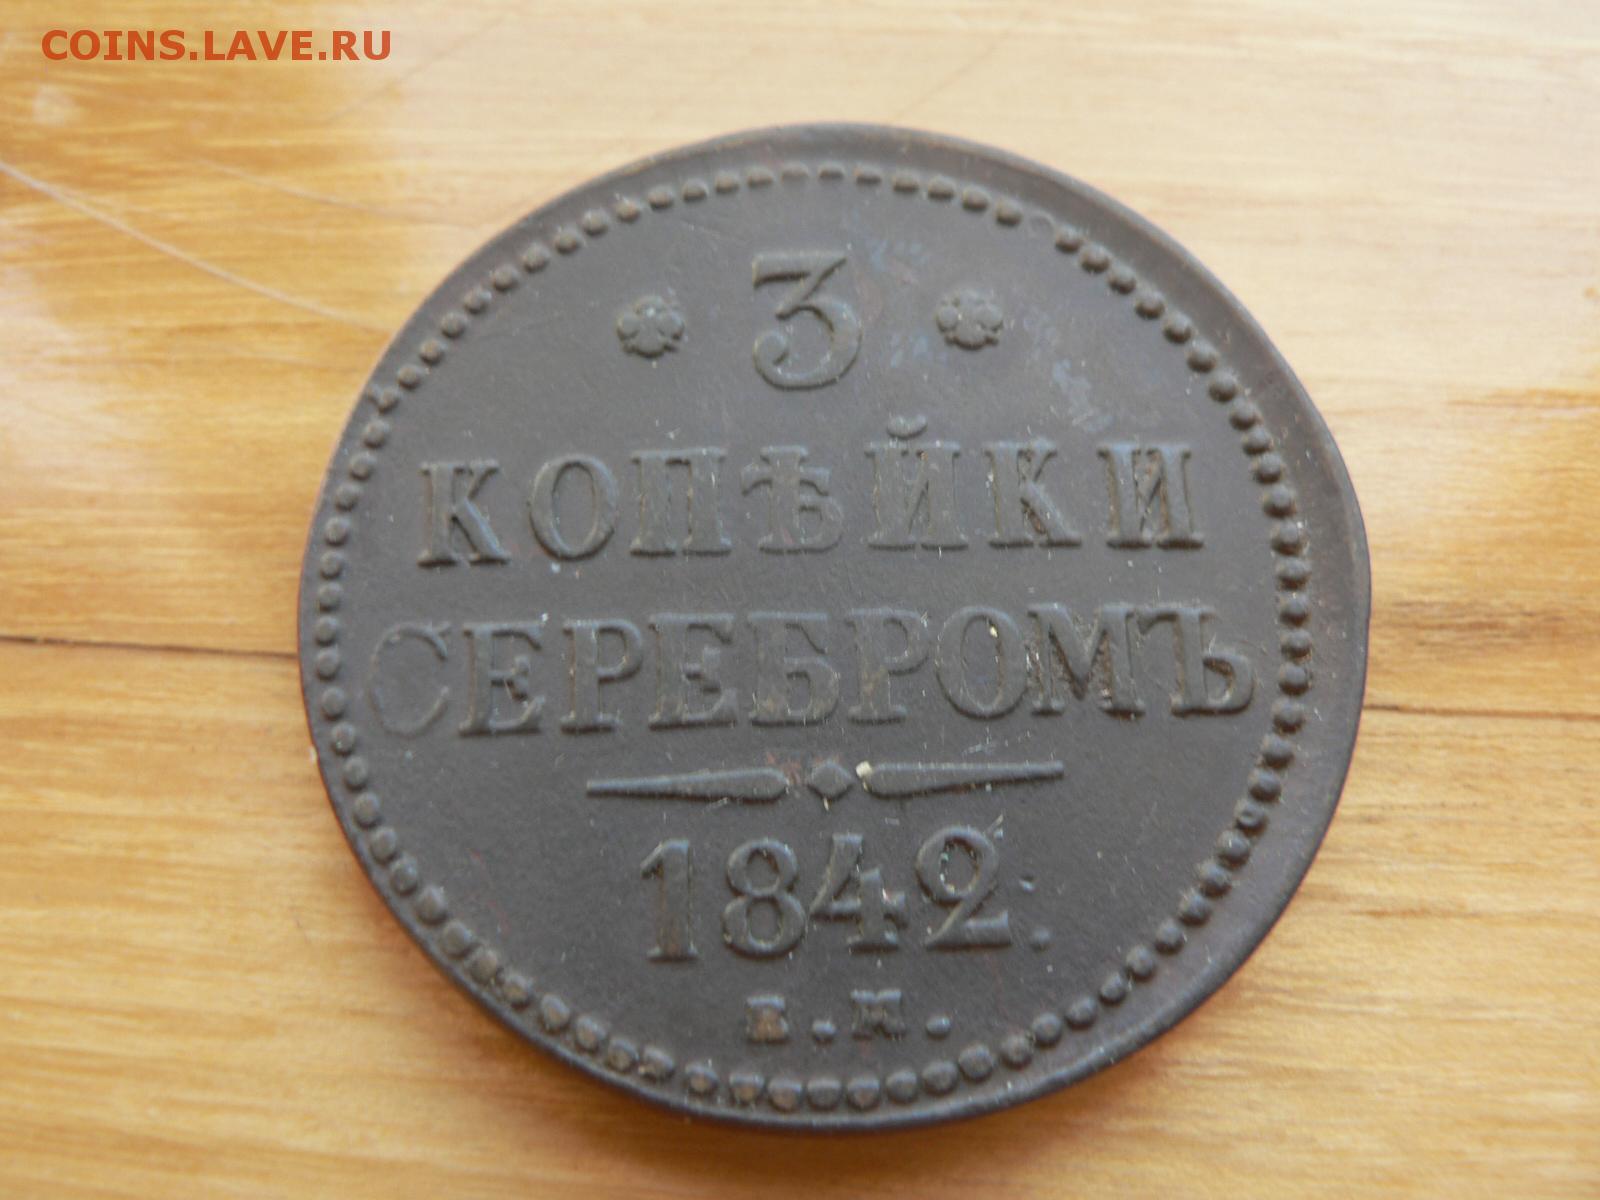 COINS.LAVE.RU
3
КОПѢЙКИ
СЕРЕБРОМЪ
1842.
Е.М.